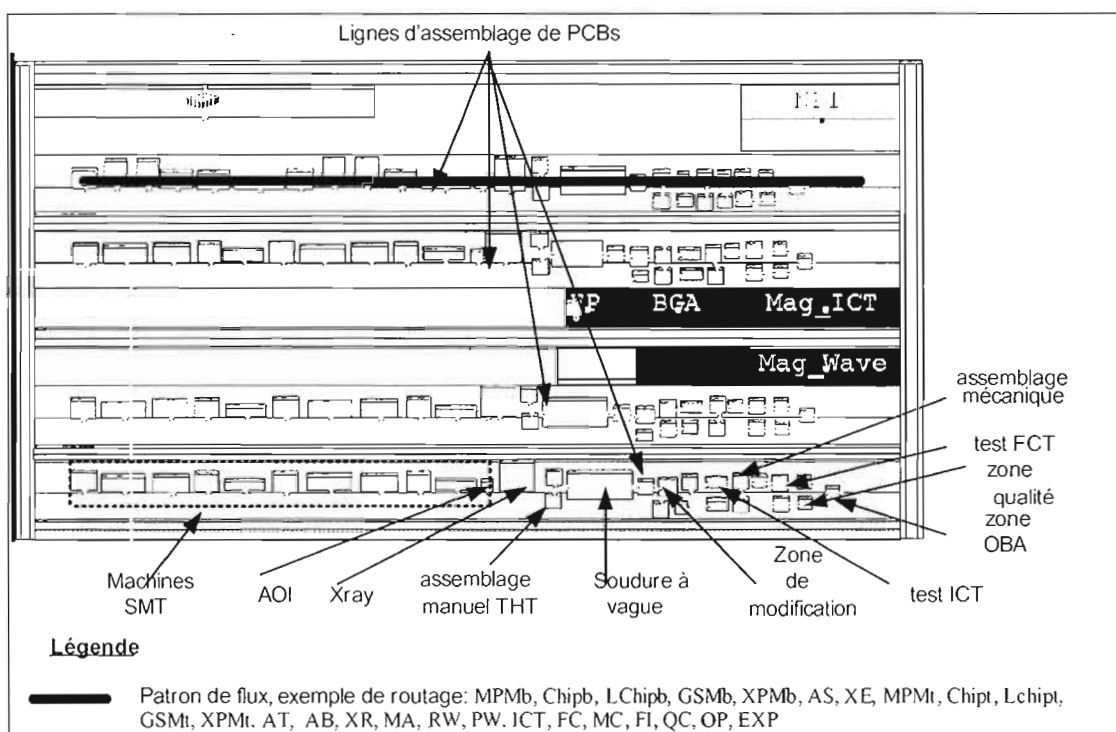 Lignes d'assemblage de PCBs
BGA Mag_ICT
Mag_Wave
assemblage
mécanique
test FCT
zone
qualité
zone
OBA
Machines
SMT
AOI
Xray
assemblage
manuel THT
Soudure à
vague
Zone
de
modification
test ICT
Légende
Patron de flux, exemple de routage: MPMb, Chipb, LChipb, GSMb, XPMb, AS, XE, MPMt, Chipt, Lchipt,
GSMt, XPMt. AT, AB, XR, MA, RW, PW. ICT, FC, MC, FI, QC, OP, EXP